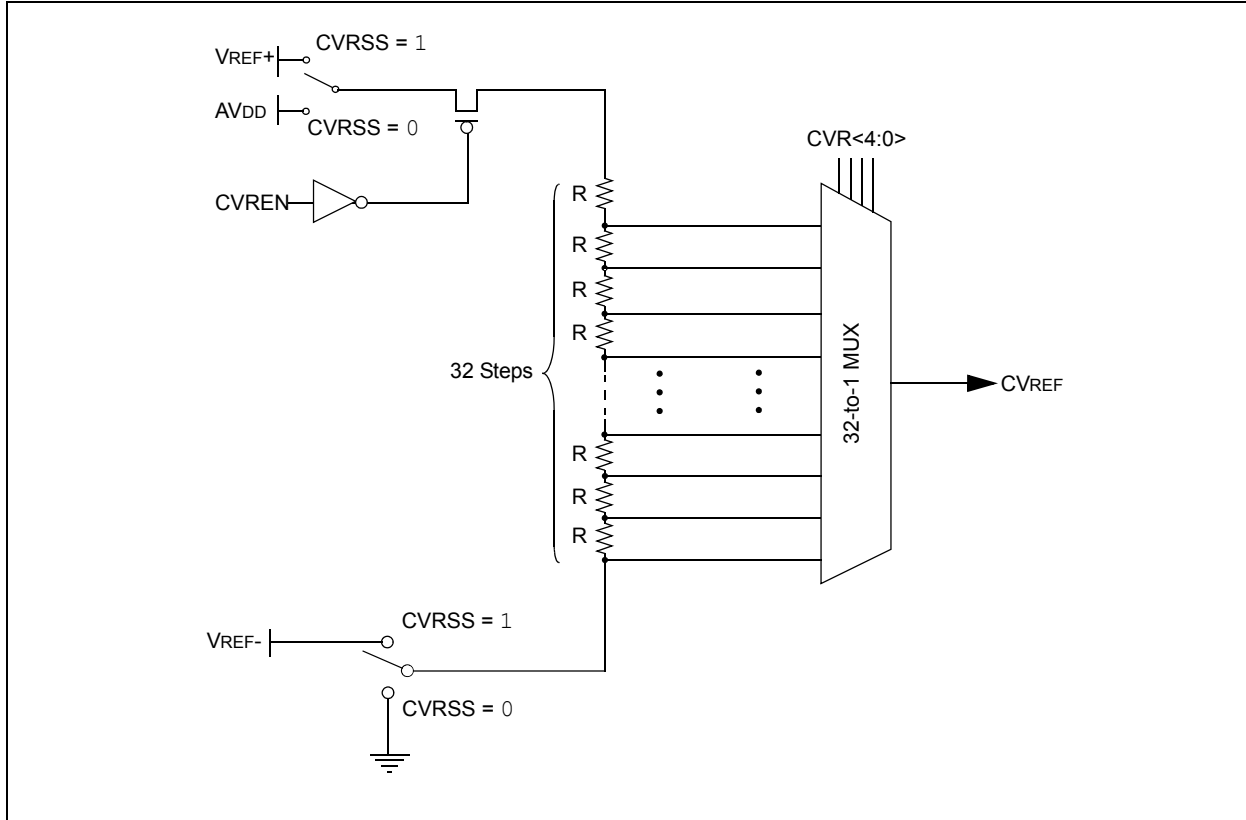 CVRSS = 1
VREF+
AVDD
CVRSS = 0
CVREN
CVR<4:0>
R
R
R
R
32 Steps
32-to-1 MUX
CVREF
R
R
R
CVRSS = 1
VREF-
CVRSS = 0